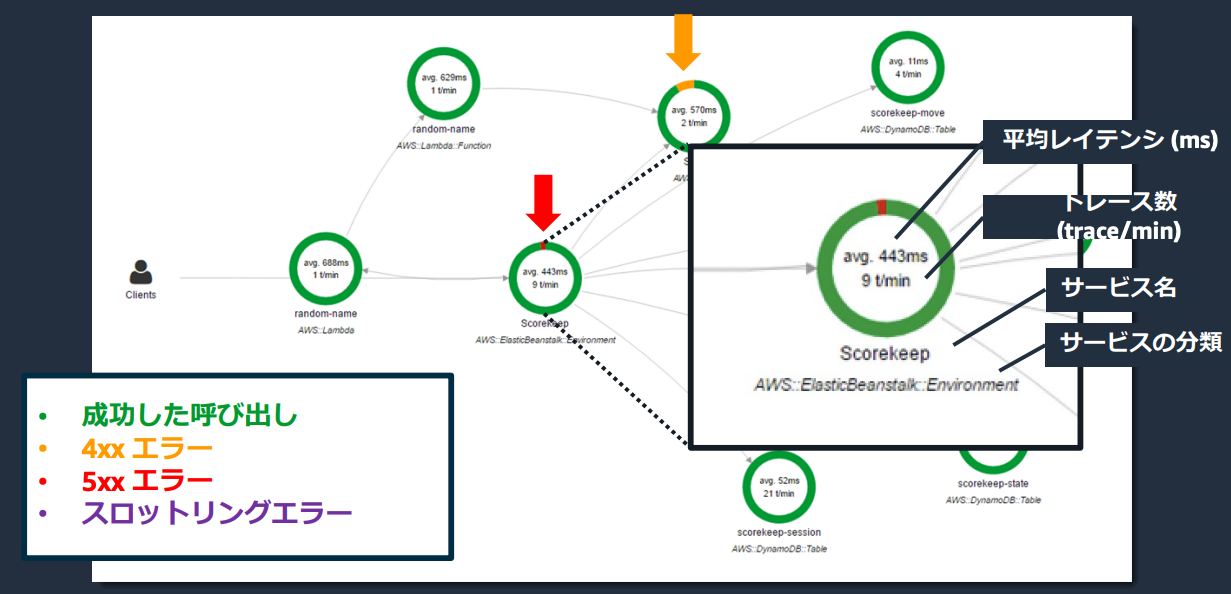 avg. 629ms
1 t/min
random-name
AWS::Lambda::Function
avg. 570ms
2 t/min
S
AW
avg. 11ms
4 t/min
scorekeep-move
AWS::DynamoDB::Table
平均レイテンシ (ms)
トレース数
(trace/min)
サービス名
サービスの分類
Clients
avg. 688ms
1 t/min
random-name
AWS::Lambda
avg. 443ms
9 t/min
Scorekeep
AWS::ElasticBeanstalk::Environment
avg. 443ms
9 t/min
Scorekeep
AWS::ElasticBeanstalk::Environment
• 成功した呼び出し
• 4xx エラー
• 5xx エラー
• スロットリングエラー
avg. 52ms
21 t/min
scorekeep-session
AWS::DynamoDB::Table
scorekeep-state
AWS::DynamoDB::Table